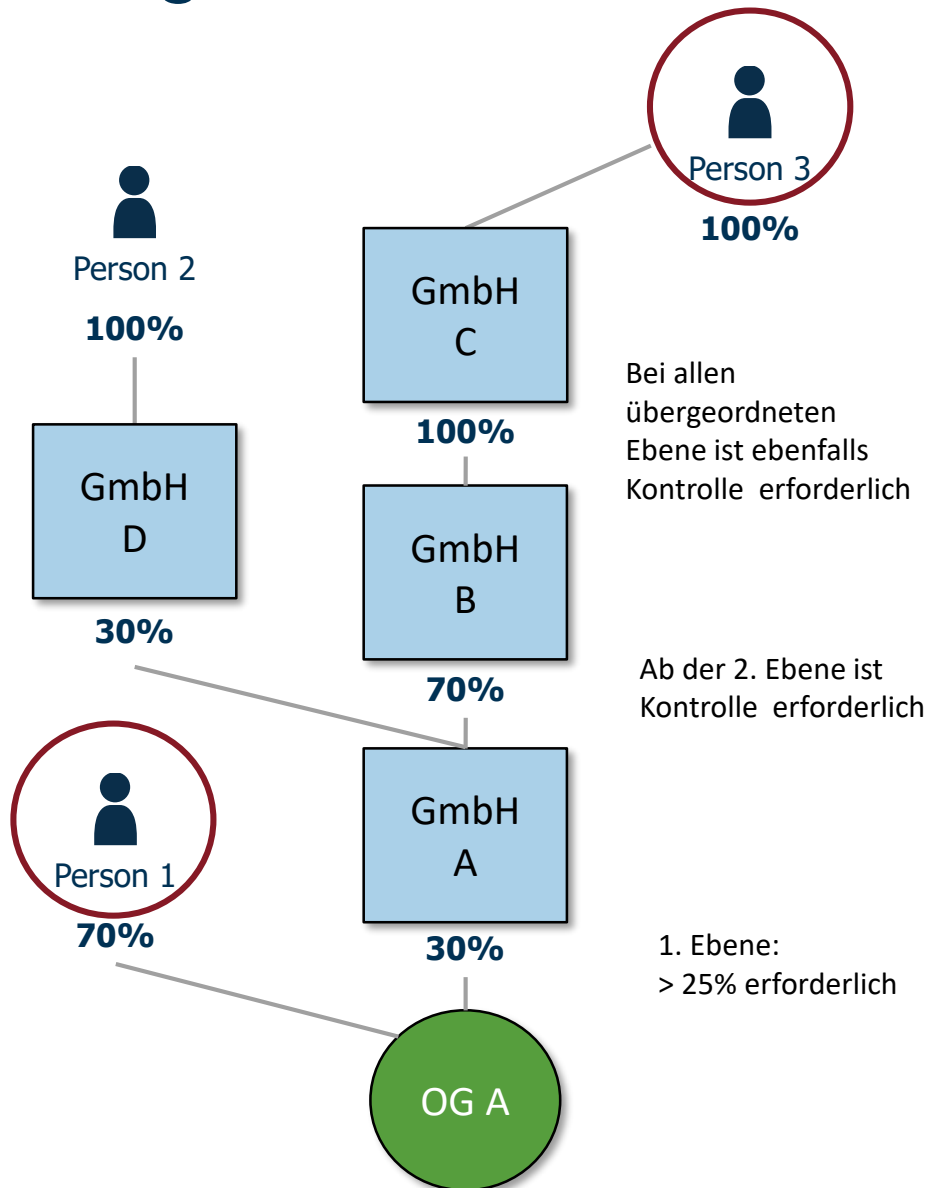 Person 3
100%
Person 2
100%
GmbH
C
100%
Bei allen
übergeordneten
Ebene ist ebenfalls
Kontrolle erforderlich
GmbH
D
30%
GmbH
B
70%
Ab der 2. Ebene ist
Kontrolle erforderlich
Person 1
70%
GmbH
A
30%
1. Ebene:
> 25% erforderlich
OG A